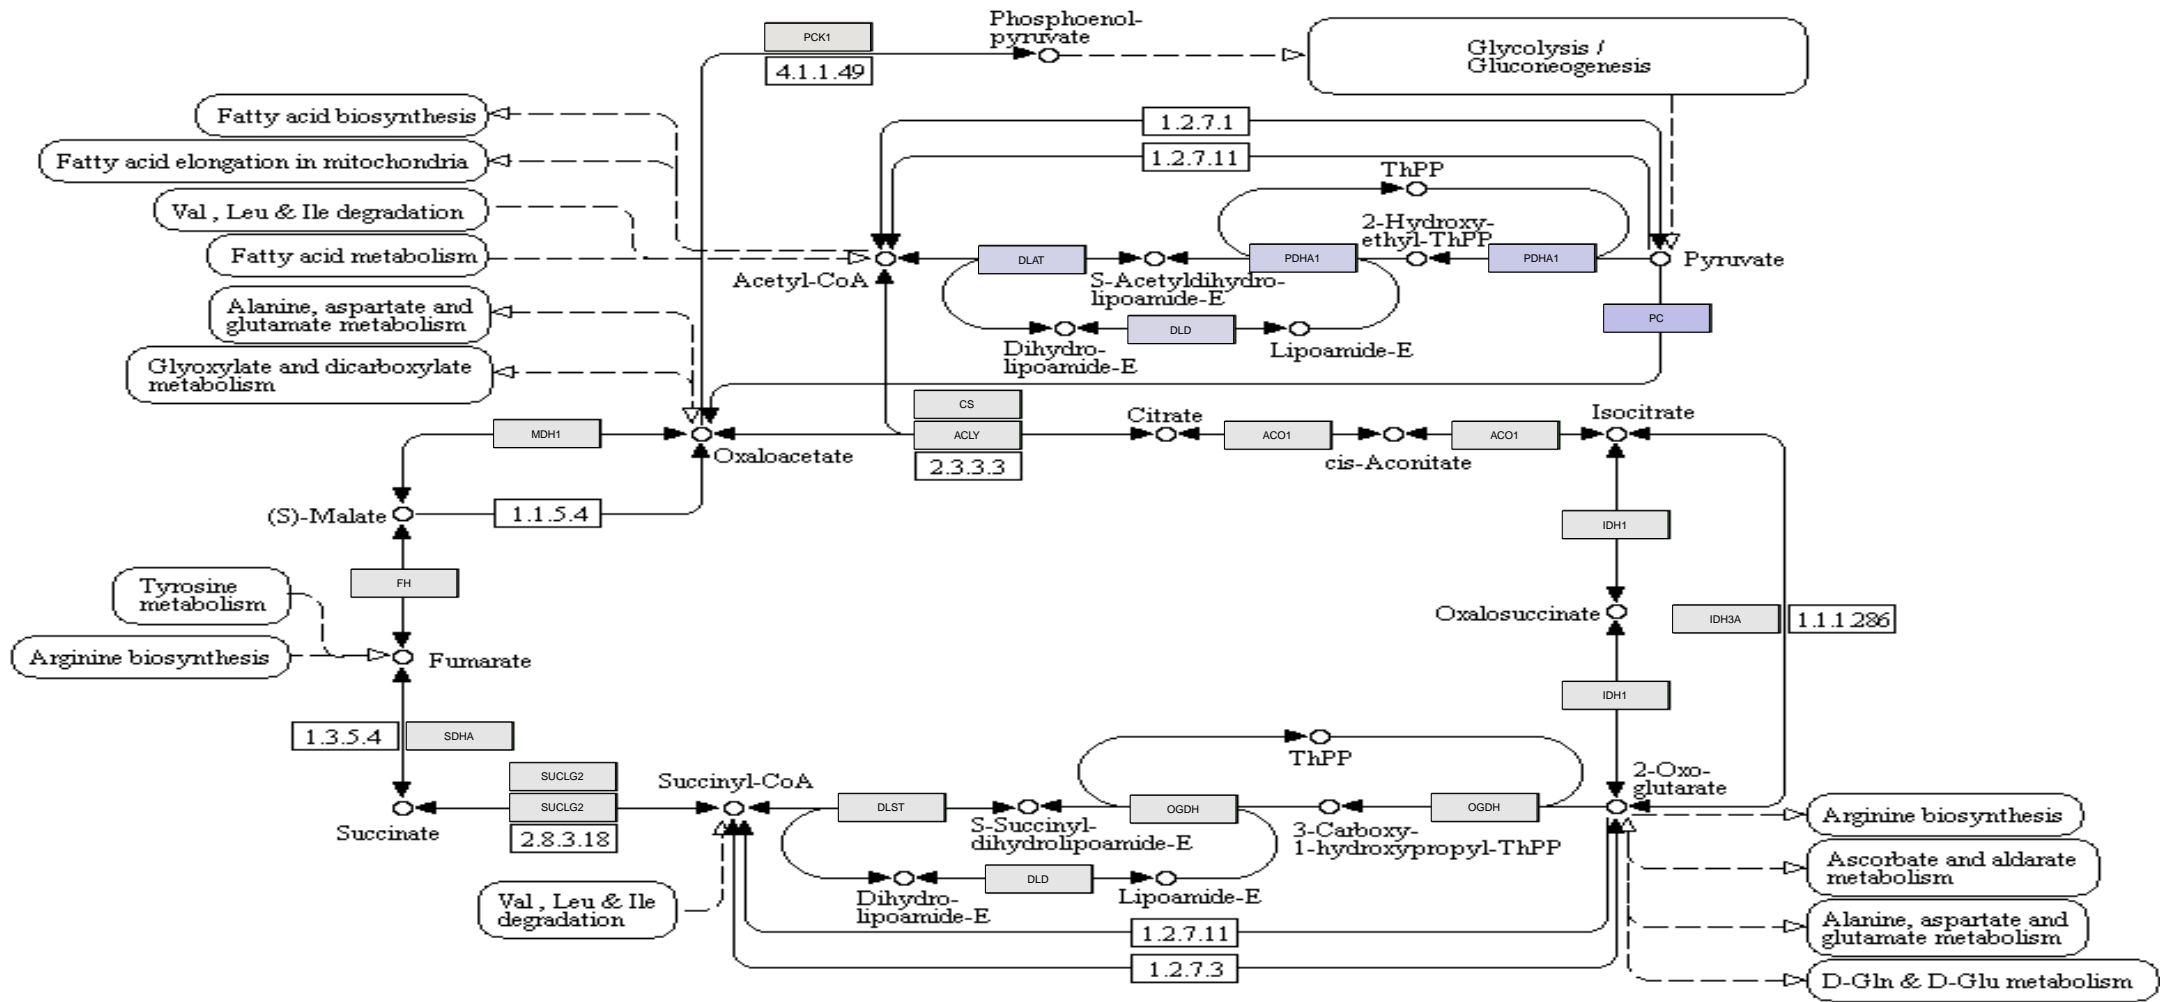 Phosphoenol-
pyruvate
PCK1
4.1.1.49
Glycolysis /
Gluconeogenesis
Fatty acid biosynthesis
Fatty acid elongation in mitochondria
Val , Leu & Ile degradation
Fatty acid metabolism
Alanine, aspartate and
glutamate metabolism
Glyoxylate and dicarboxylate
metabolism
1.2.7.1
1.2.7.11
ThPP
2-Hydroxy-
ethyl-ThPP
Acetyl-CoA
DLAT
S-Acetyldihydro-
lipoamide-E
PDHA1
PDHA1
Pyruvate
PC
Dihydro-
lipoamide-E
DLD
Lipoamide-E
MDH1
Oxaloacetate
CS
ACLY
2.3.3.3
Citrate
ACO1
cis-Aconitate
ACO1
Isocitrate
(S)-Malate
1.1.5.4
IDH1
FH
Tyrosine
metabolism
Arginine biosynthesis
Fumarate
Oxalosuccinate
IDH3A
1.1.1.286
IDH1
1.3.5.4
SDHA
SUCLG2
SUCLG2
2.8.3.18
Succinate
Succinyl-CoA
DLST
S-Succinyl-
dihydrolipoamide-E
ThPP
OGDH
3-Carboxy-
1-hydroxypropyl-ThPP
OGDH
2-Oxo-
glutarate
Val , Leu & Ile
degradation
Dihydro-
lipoamide-E
DLD
Lipoamide-E
1.2.7.11
1.2.7.3
Arginine biosynthesis
Ascorbate and aldarate
metabolism
Alanine, aspartate and
glutamate metabolism
D-Gln & D-Glu metabolism